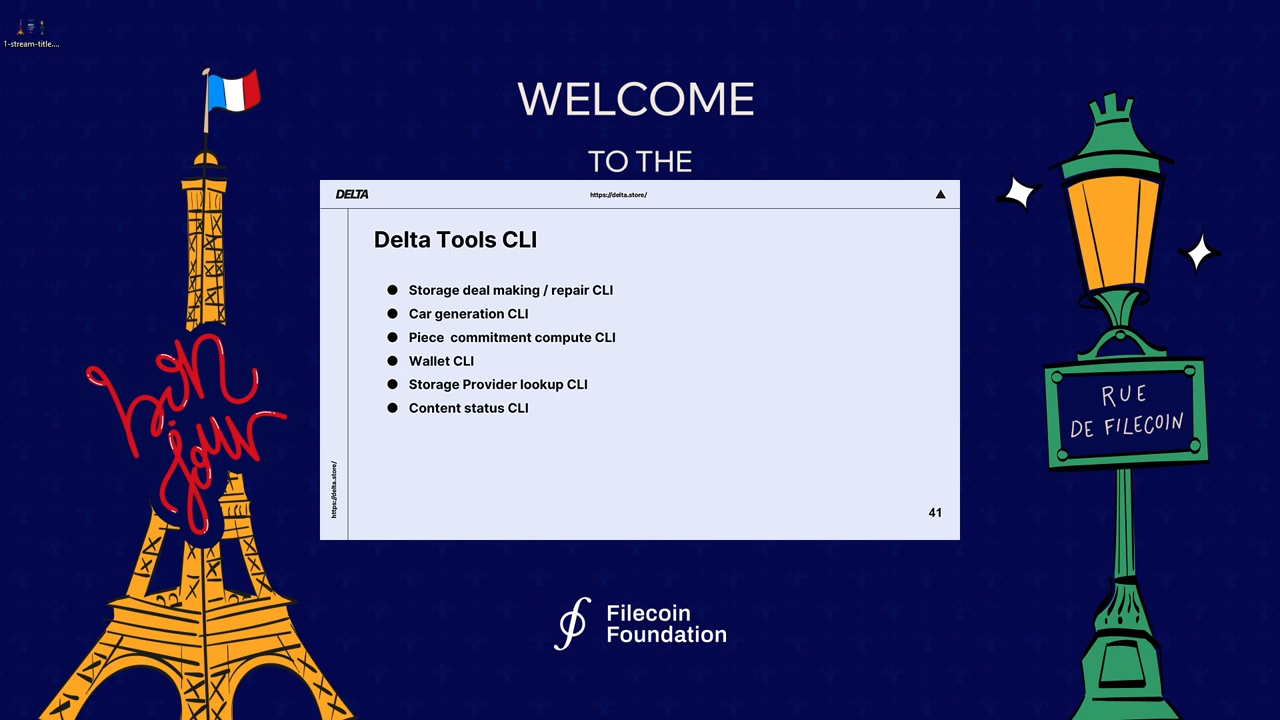 1-stream-title....
WELCOME
TO THE
DELTA
https://delta.store/
Delta Tools CLI
● Storage deal making / repair CLI
● Car generation CLI
● Piece  commitment compute CLI
● Wallet CLI
● Storage Provider lookup CLI
● Content status CLI
https://delta.store/
41
bon
jour
RUE
DE FILECOIN
Filecoin
Foundation